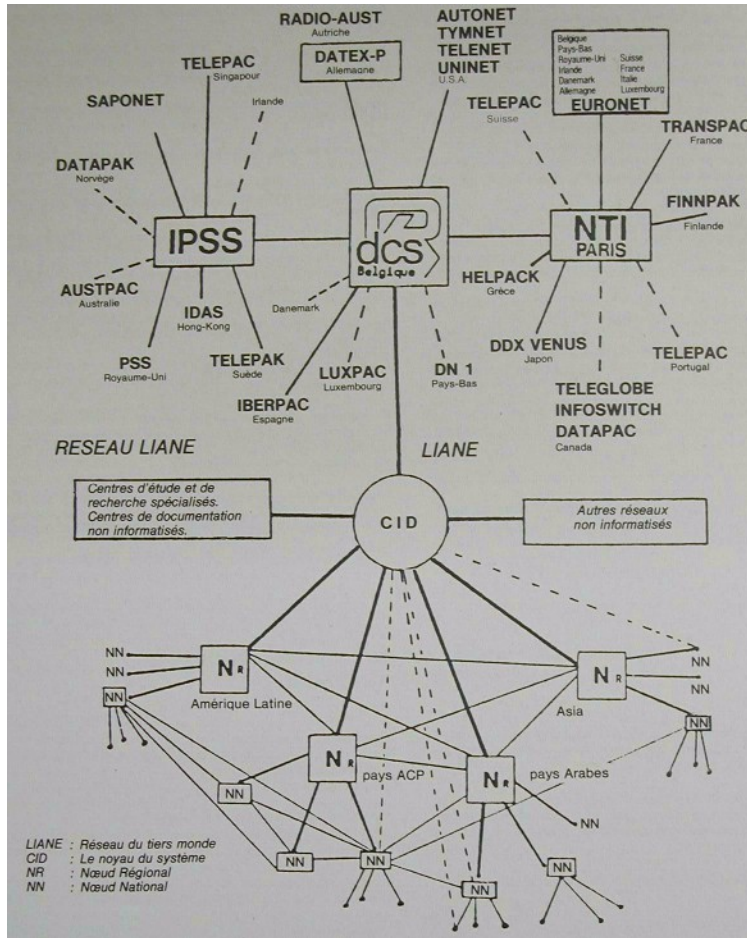 RADIO-AUST
Autriche
DATEX-P
Allemagne
AUTONET
TYMNET
TELENET
UNINET
U.S.A.
Belgique
Pays-Bas
Royaume-Uni Suisse
Irlande France
Danemark Italie
Allemagne Luxembourg
EURONET
TELEPAC
Singapour
SAPONET
Irlande
TELEPAC
Suisse
TRANSPAC
France
DATAPAK
Norvège
FINNPAK
Finlande
IPSS
dcs
Belgique
NTI
PARIS
AUSTPAC
Australie
IDAS
Hong-Kong
Danemark
HELPACK
Grèce
PSS
Royaume-Uni
TELEPAK
Suède
LUXPAC
Luxembourg
DN 1
Pays-Bas
DDX VENUS
Japon
TELEPAC
Portugal
IBERPAC
Espagne
TELEGLOBE
INFOSWITCH
DATAPAC
Canada
RESEAU LIANE
LIANE
Centres d'étude et de
recherche spécialisés.
Centres de documentation
non informatisés.
CID
Autres réseaux
non informatisés
NN
NN
NN
NR
Amérique Latine
NR
Asia
NN
NN
NN
NR
pays ACP
NR
pays Arabes
NN
NN
NN
NN
NN
NN
LIANE : Réseau du tiers monde
CID : Le noyau du système
NR : Nœud Régional
NN : Nœud National